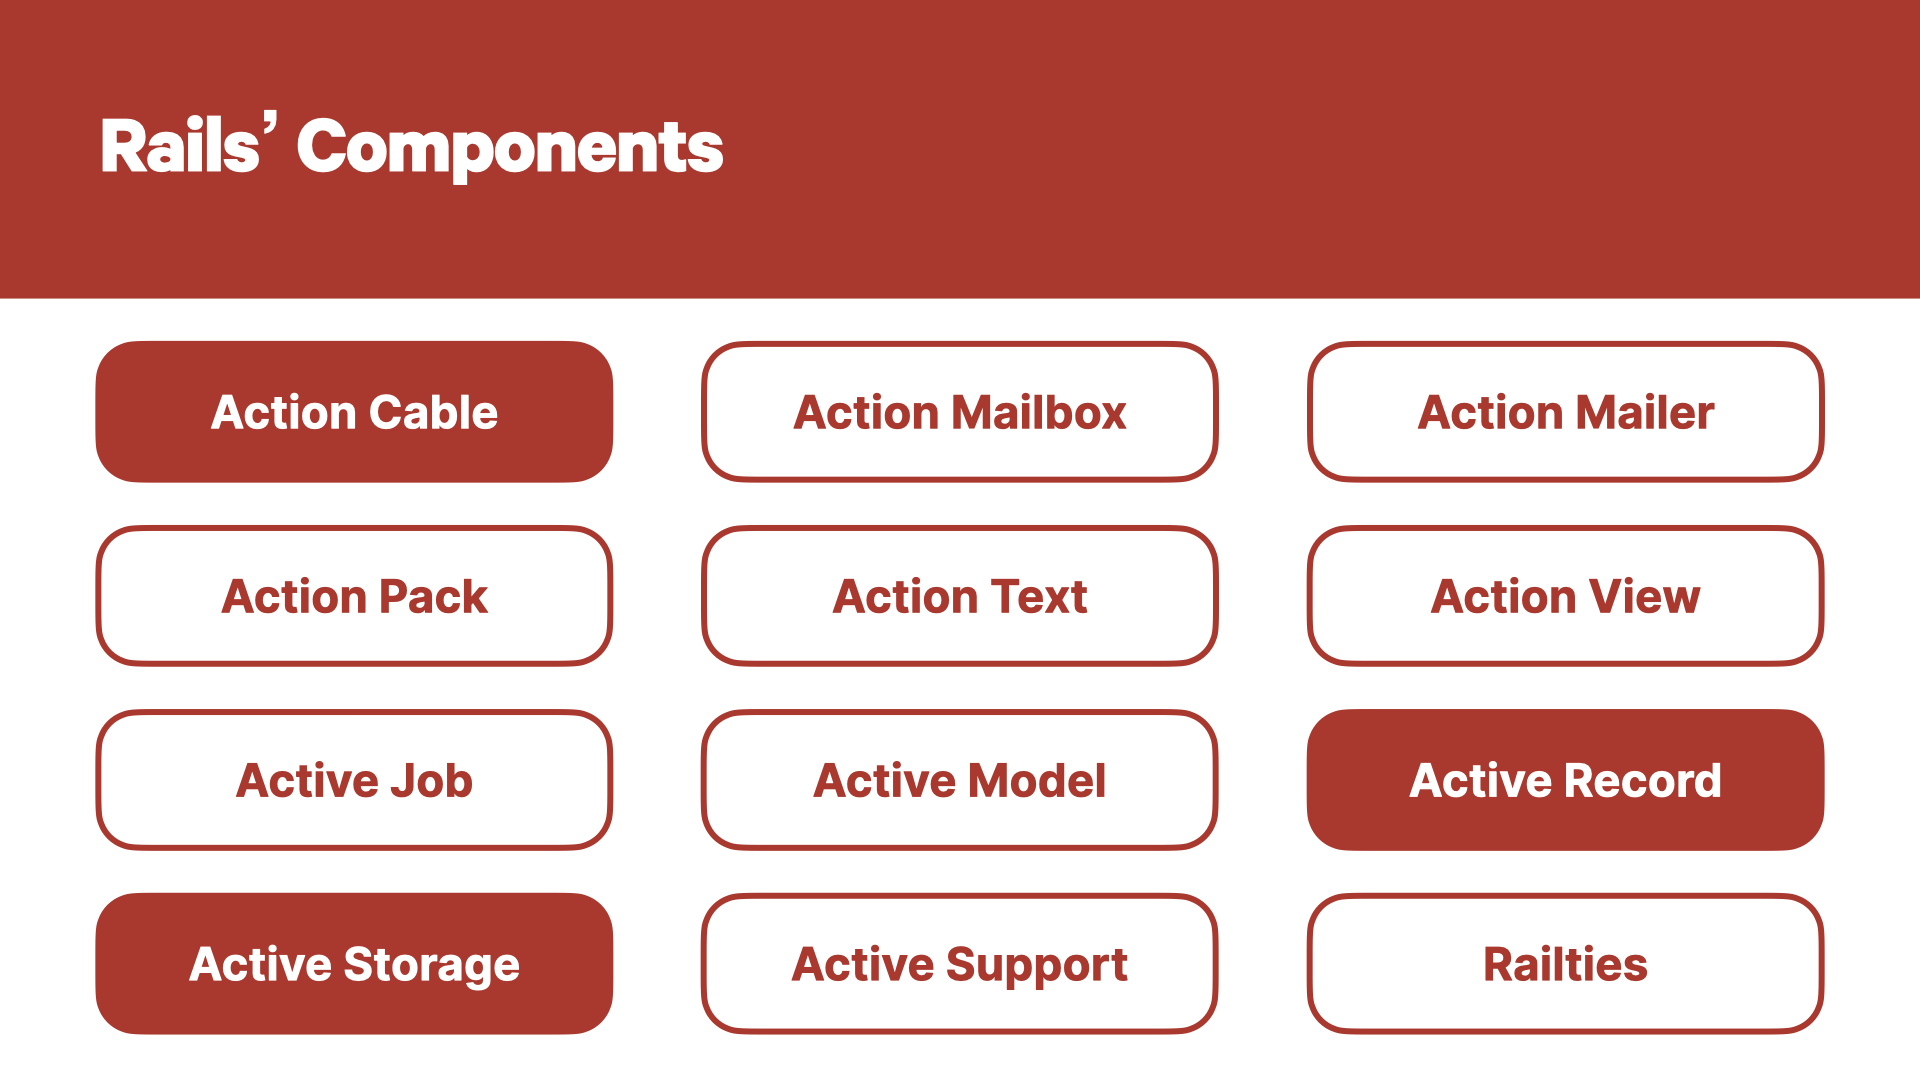 Rails’ Components
Action Cable
Action Mailbox
Action Mailer
Action Pack
Action Text
Action View
Active Job
Active Model
Active Record
Active Storage
Active Support
Railties